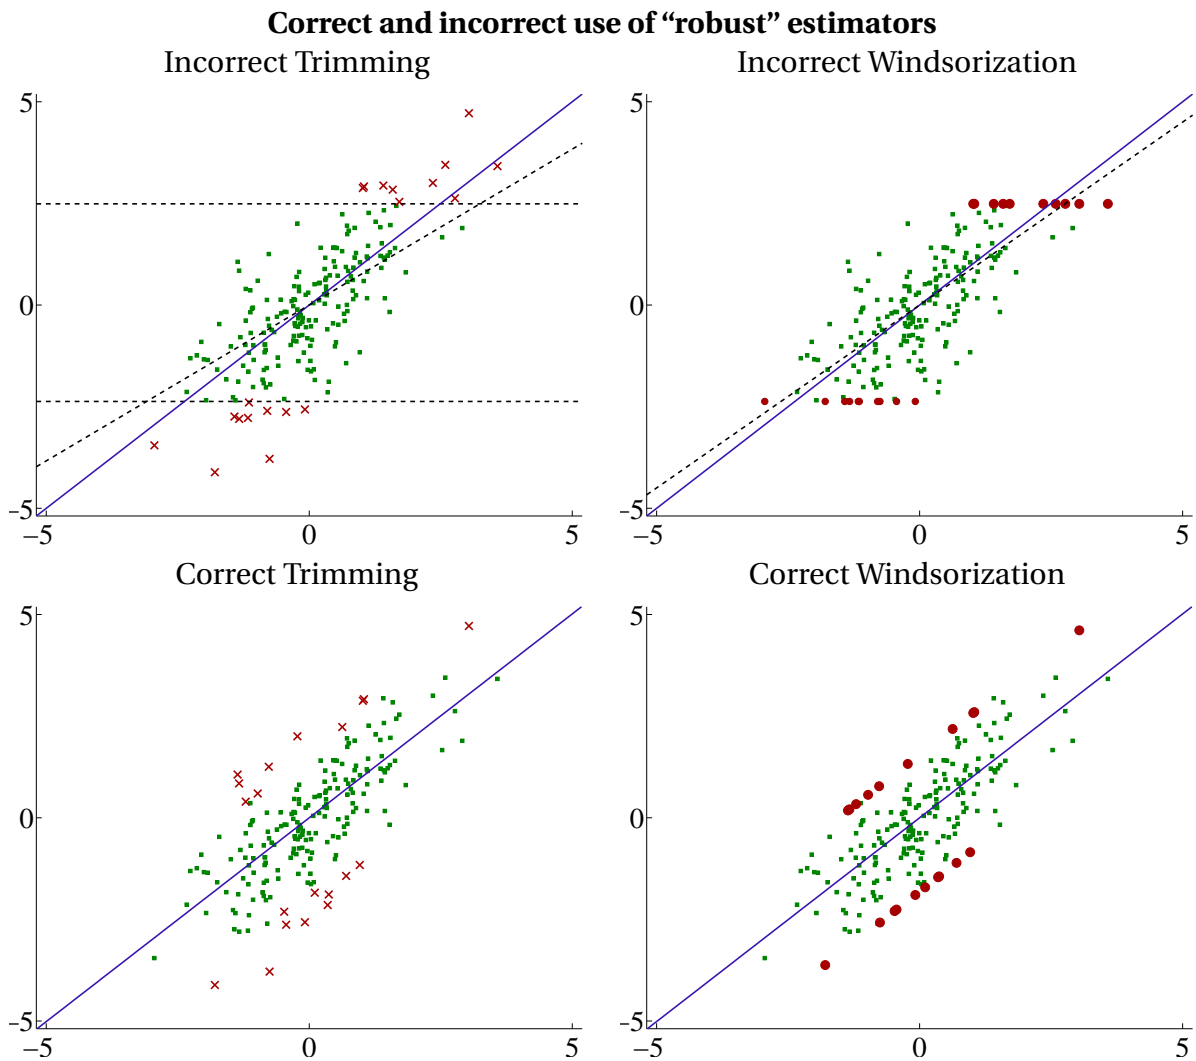 Correct and incorrect use of “robust” estimators
Incorrect Trimming
Incorrect Windsorization
5
0
−5
−5 0 5
5
0
−5
−5 0 5
Correct Trimming
Correct Windsorization
5
0
−5
−5 0 5
5
0
−5
−5 0 5